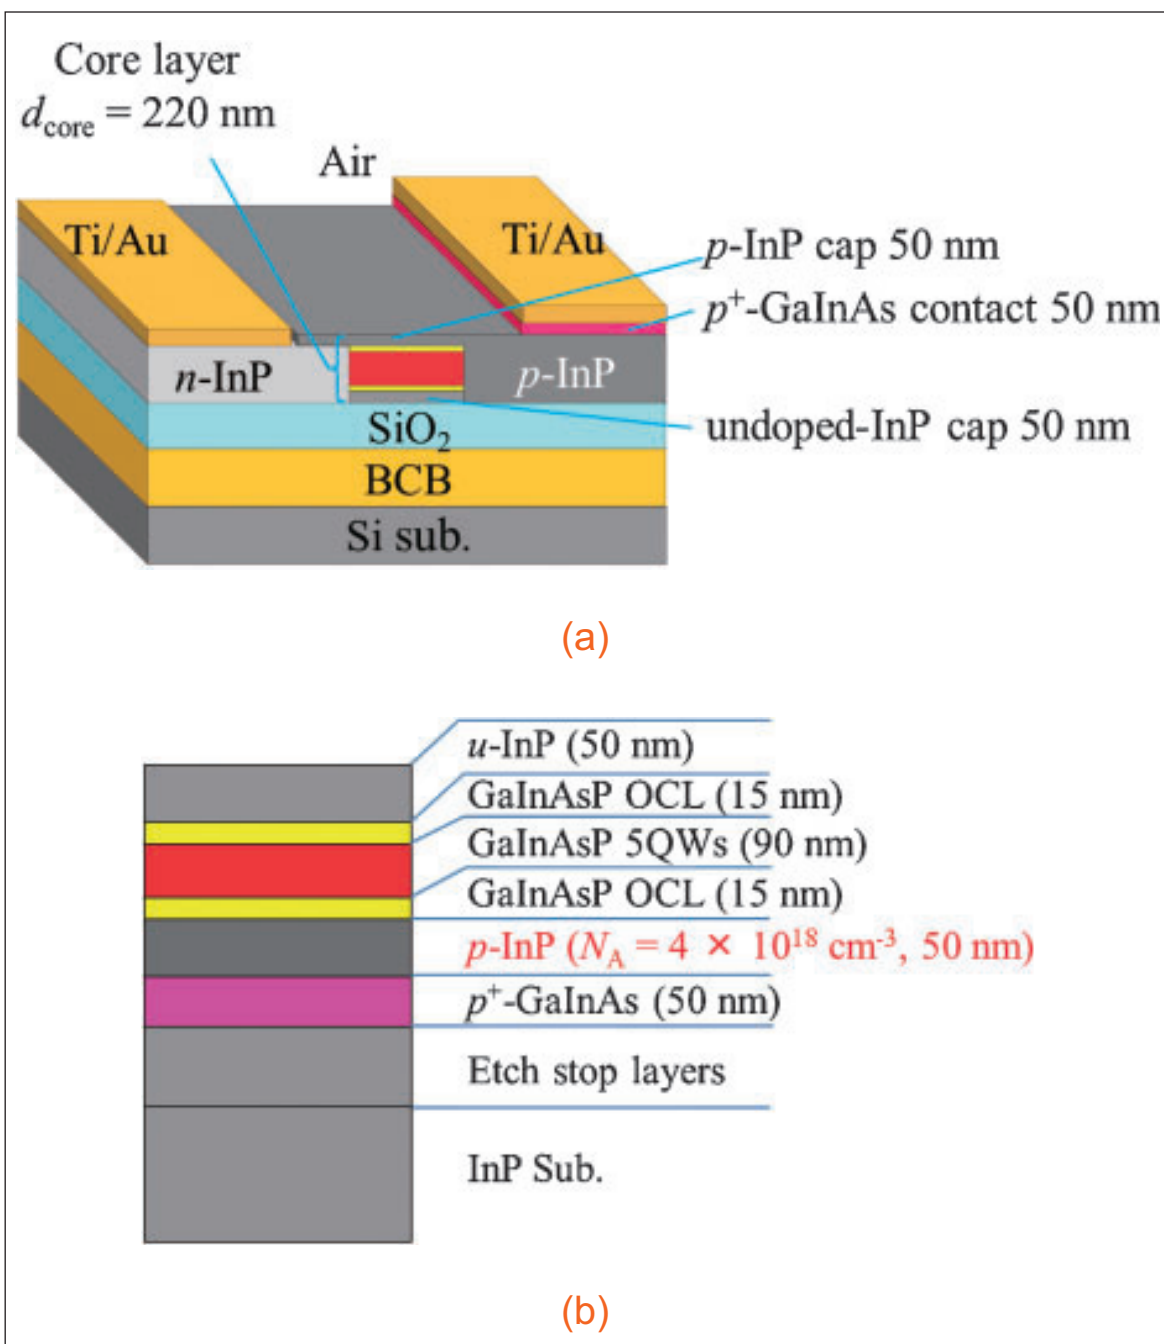 Core layer
d_core = 220 nm
Air
Ti/Au
Ti/Au
p-InP cap 50 nm
p⁺-GaInAs contact 50 nm
n-InP
p-InP
SiO₂
undoped-InP cap 50 nm
BCB
Si sub.
(a)
u-InP (50 nm)
GaInAsP OCL (15 nm)
GaInAsP 5QWs (90 nm)
GaInAsP OCL (15 nm)
p-InP (N_A = 4 × 10¹⁸ cm⁻³, 50 nm)
p⁺-GaInAs (50 nm)
Etch stop layers
InP Sub.
(b)